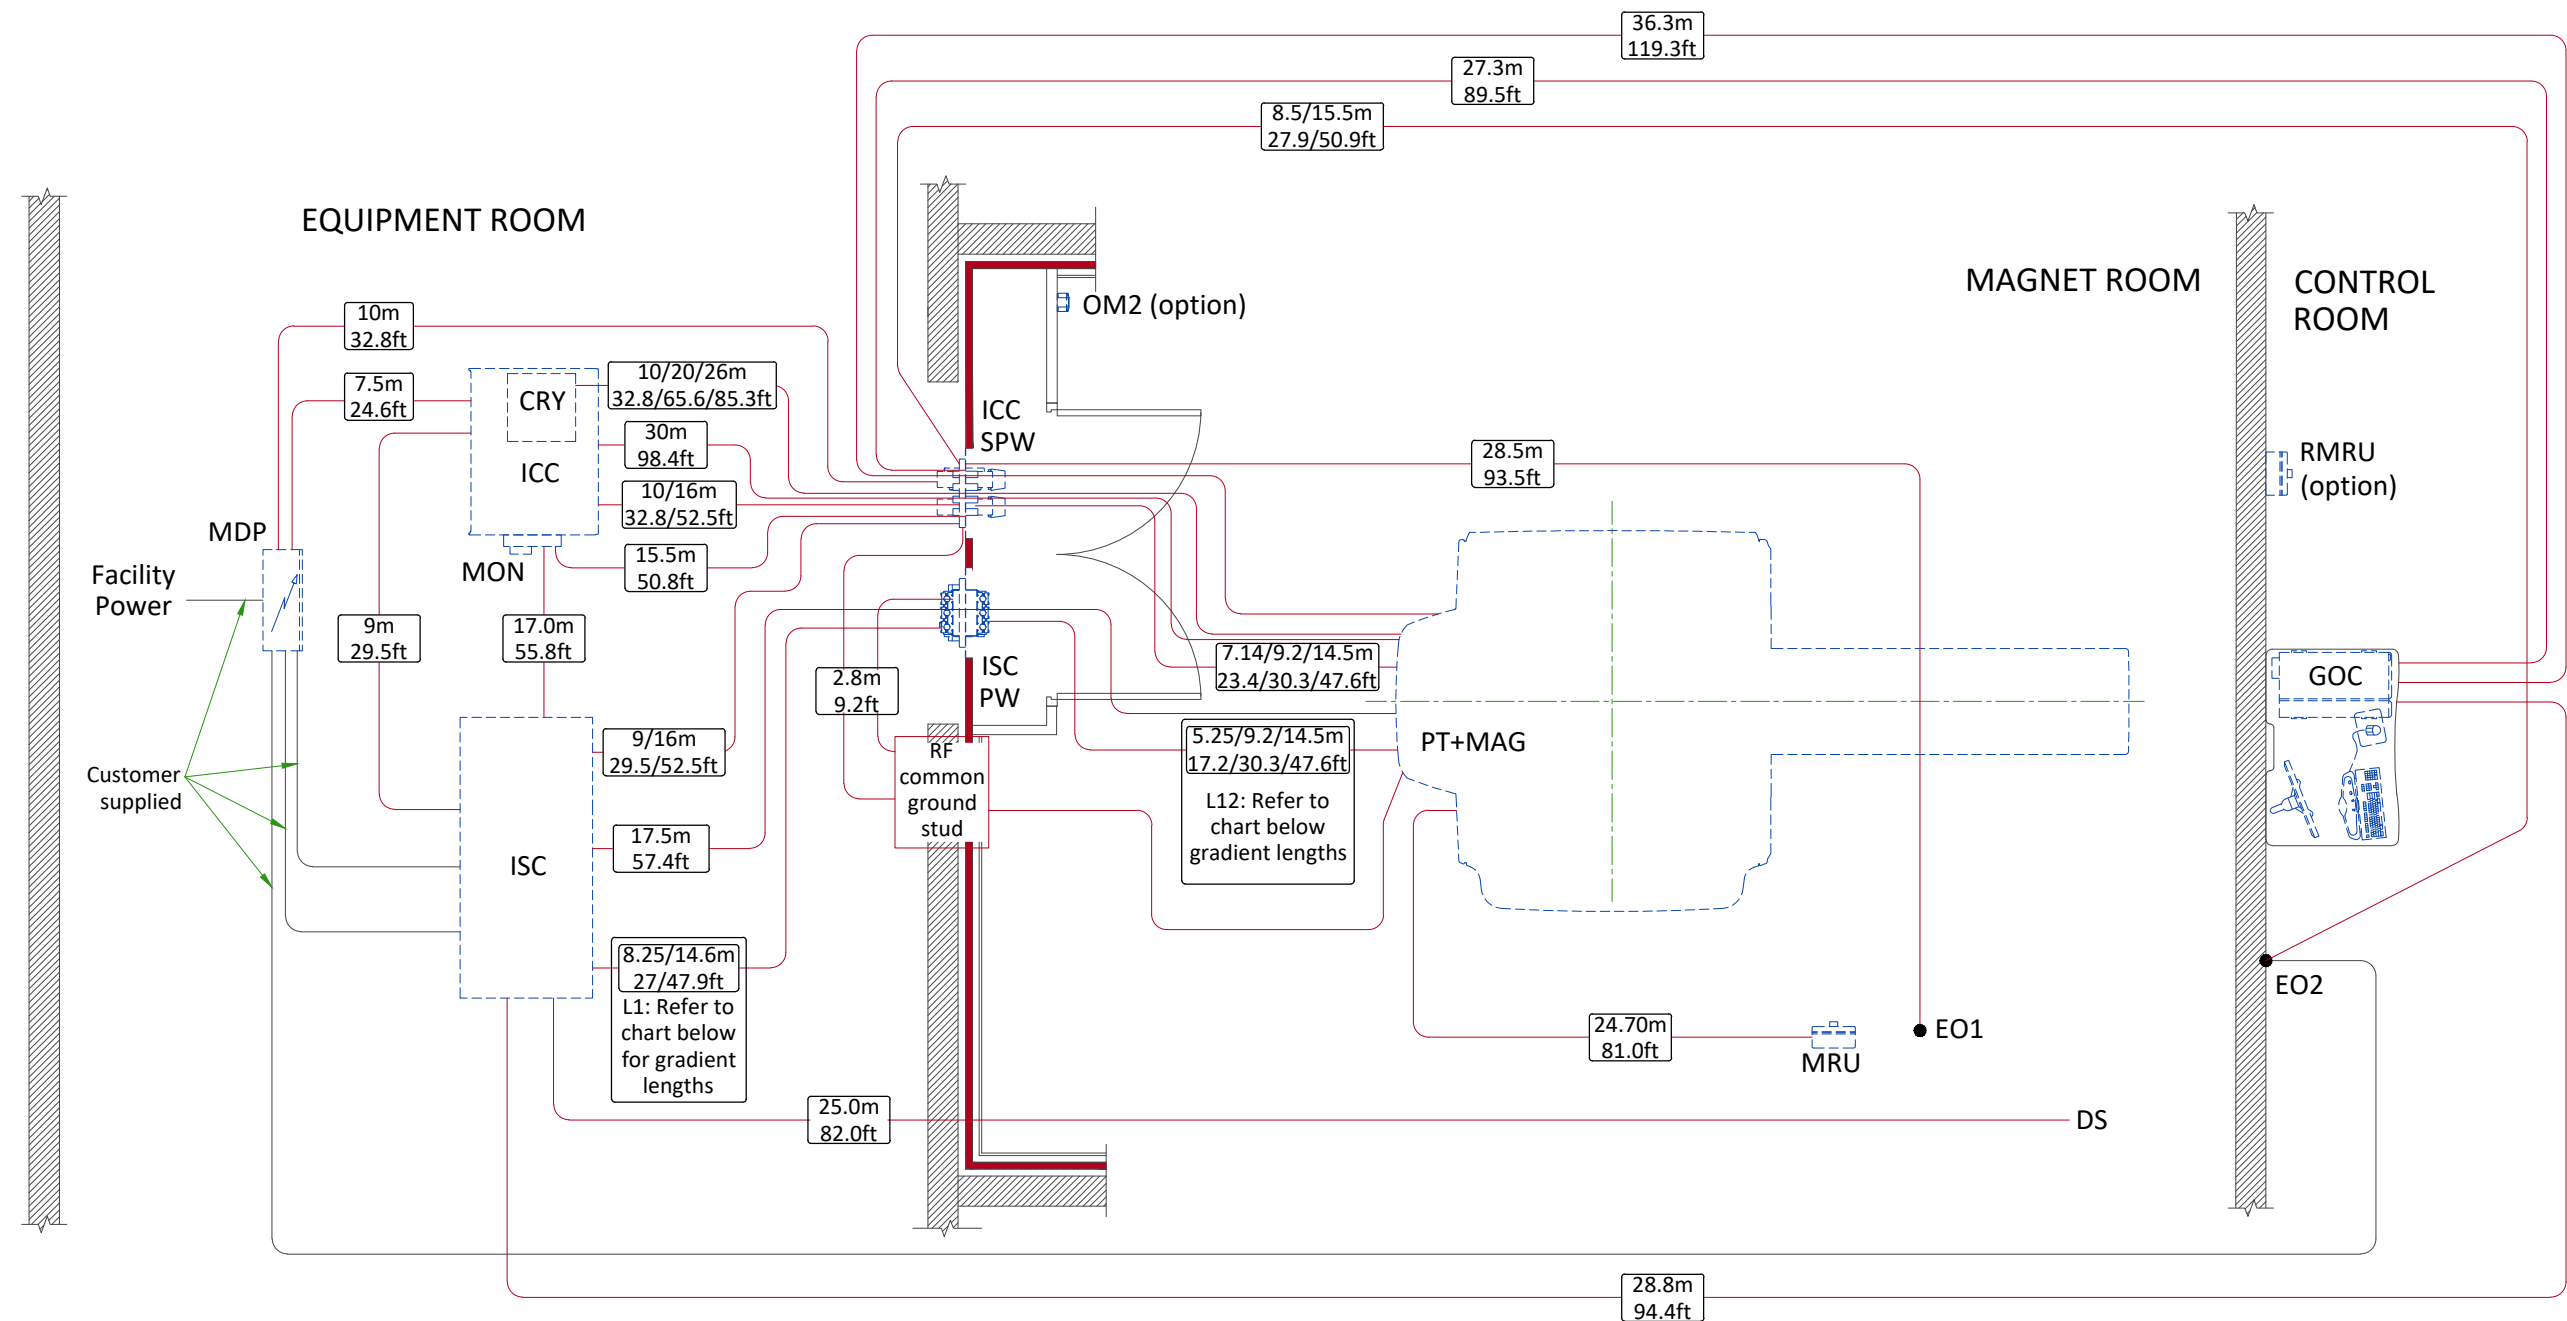 36.3m
119.3ft
27.3m
89.5ft
8.5/15.5m
27.9/50.9ft
EQUIPMENT ROOM
MAGNET ROOM
CONTROL
ROOM
OM2 (option)
10m
32.8ft
7.5m
24.6ft
CRY
10/20/26m
32.8/65.6/85.3ft
ICC
SPW
ICC
30m
98.4ft
10/16m
32.8/52.5ft
28.5m
93.5ft
RMRU
(option)
MDP
MON
15.5m
50.8ft
Facility
Power
9m
29.5ft
17.0m
55.8ft
2.8m
9.2ft
ISC
PW
7.14/9.2/14.5m
23.4/30.3/47.6ft
GOC
Customer
supplied
9/16m
29.5/52.5ft
RF
common
ground
stud
5.25/9.2/14.5m
17.2/30.3/47.6ft
L12: Refer to
chart below
gradient lengths
PT+MAG
ISC
17.5m
57.4ft
8.25/14.6m
27/47.9ft
L1: Refer to
chart below
for gradient
lengths
24.70m
81.0ft
MRU
EO1
EO2
25.0m
82.0ft
DS
28.8m
94.4ft